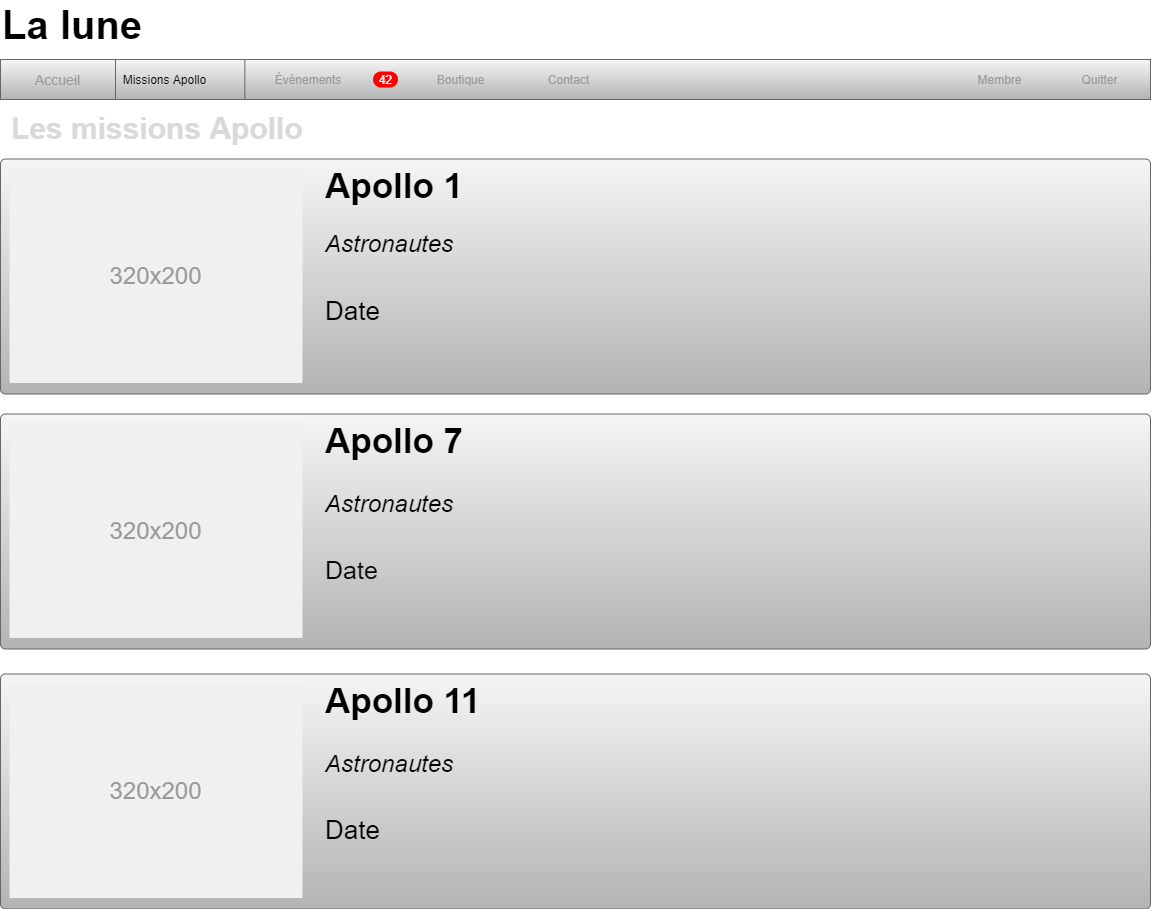 La lune
Accueil Missions Apollo Événements 42 Boutique Contact Membre Quitter
Les missions Apollo
320x200
Apollo 1
Astronautes
Date
320x200
Apollo 7
Astronautes
Date
320x200
Apollo 11
Astronautes
Date